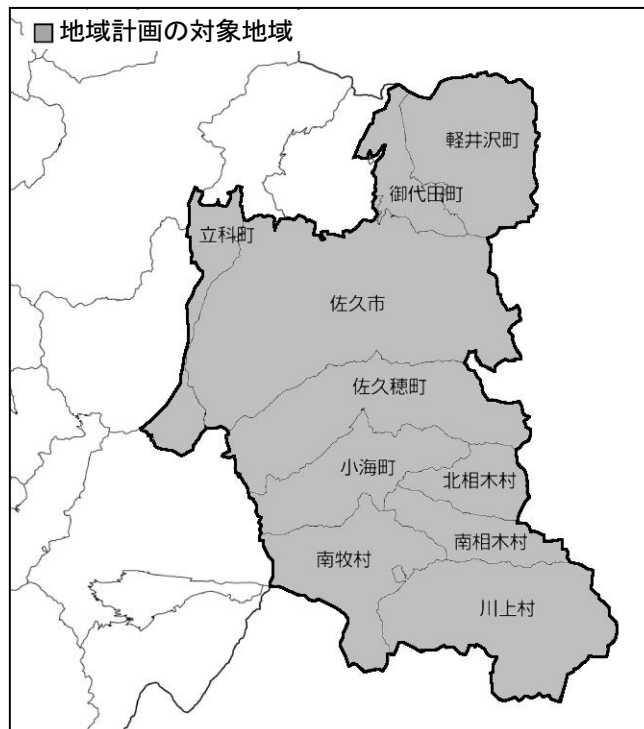 地域計画の対象地域
軽井沢町
御代田町
立科町
佐久市
佐久穂町
小海町
北相木村
南相木村
南牧村
川上村